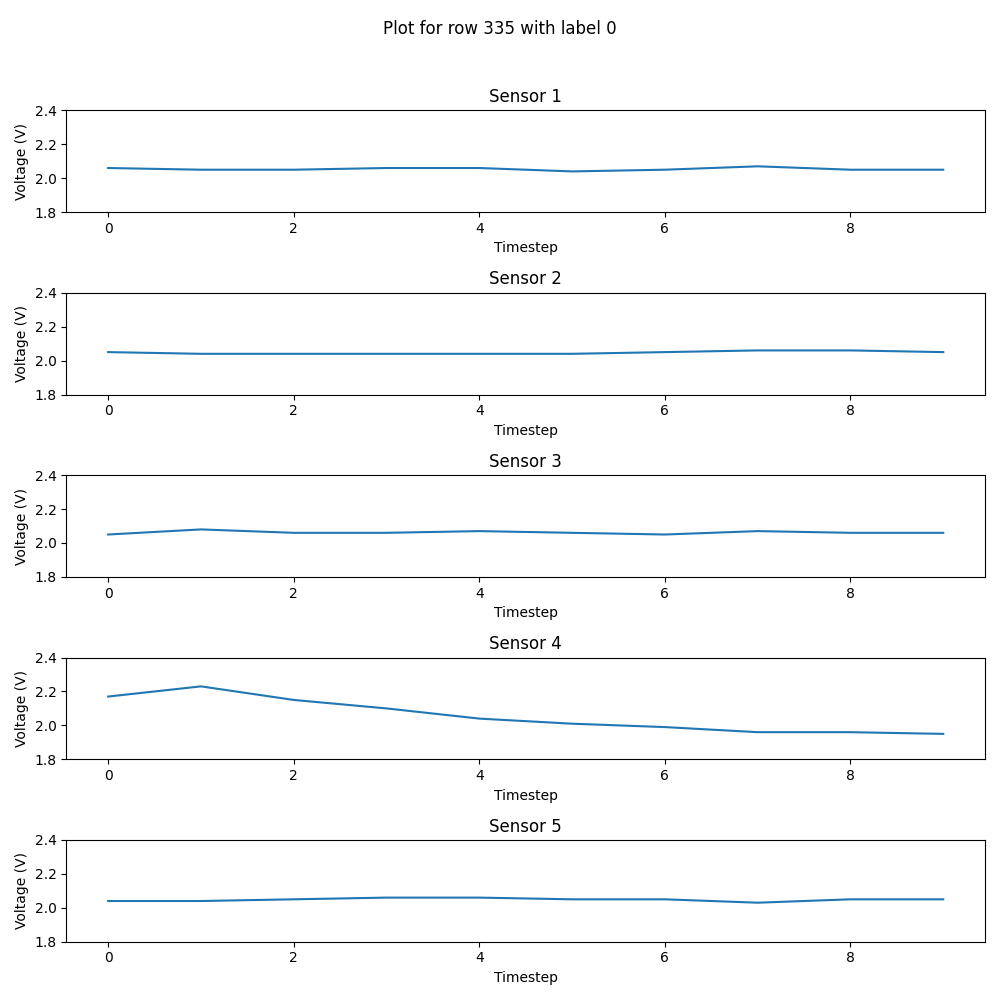 Plot for row 335 with label 0
Sensor 1
2.4
2.2
2.0
1.8
Voltage (V)
0 2 4 6 8
Timestep
Sensor 2
2.4
2.2
2.0
1.8
Voltage (V)
0 2 4 6 8
Timestep
Sensor 3
2.4
2.2
2.0
1.8
Voltage (V)
0 2 4 6 8
Timestep
Sensor 4
2.4
2.2
2.0
1.8
Voltage (V)
0 2 4 6 8
Timestep
Sensor 5
2.4
2.2
2.0
1.8
Voltage (V)
0 2 4 6 8
Timestep